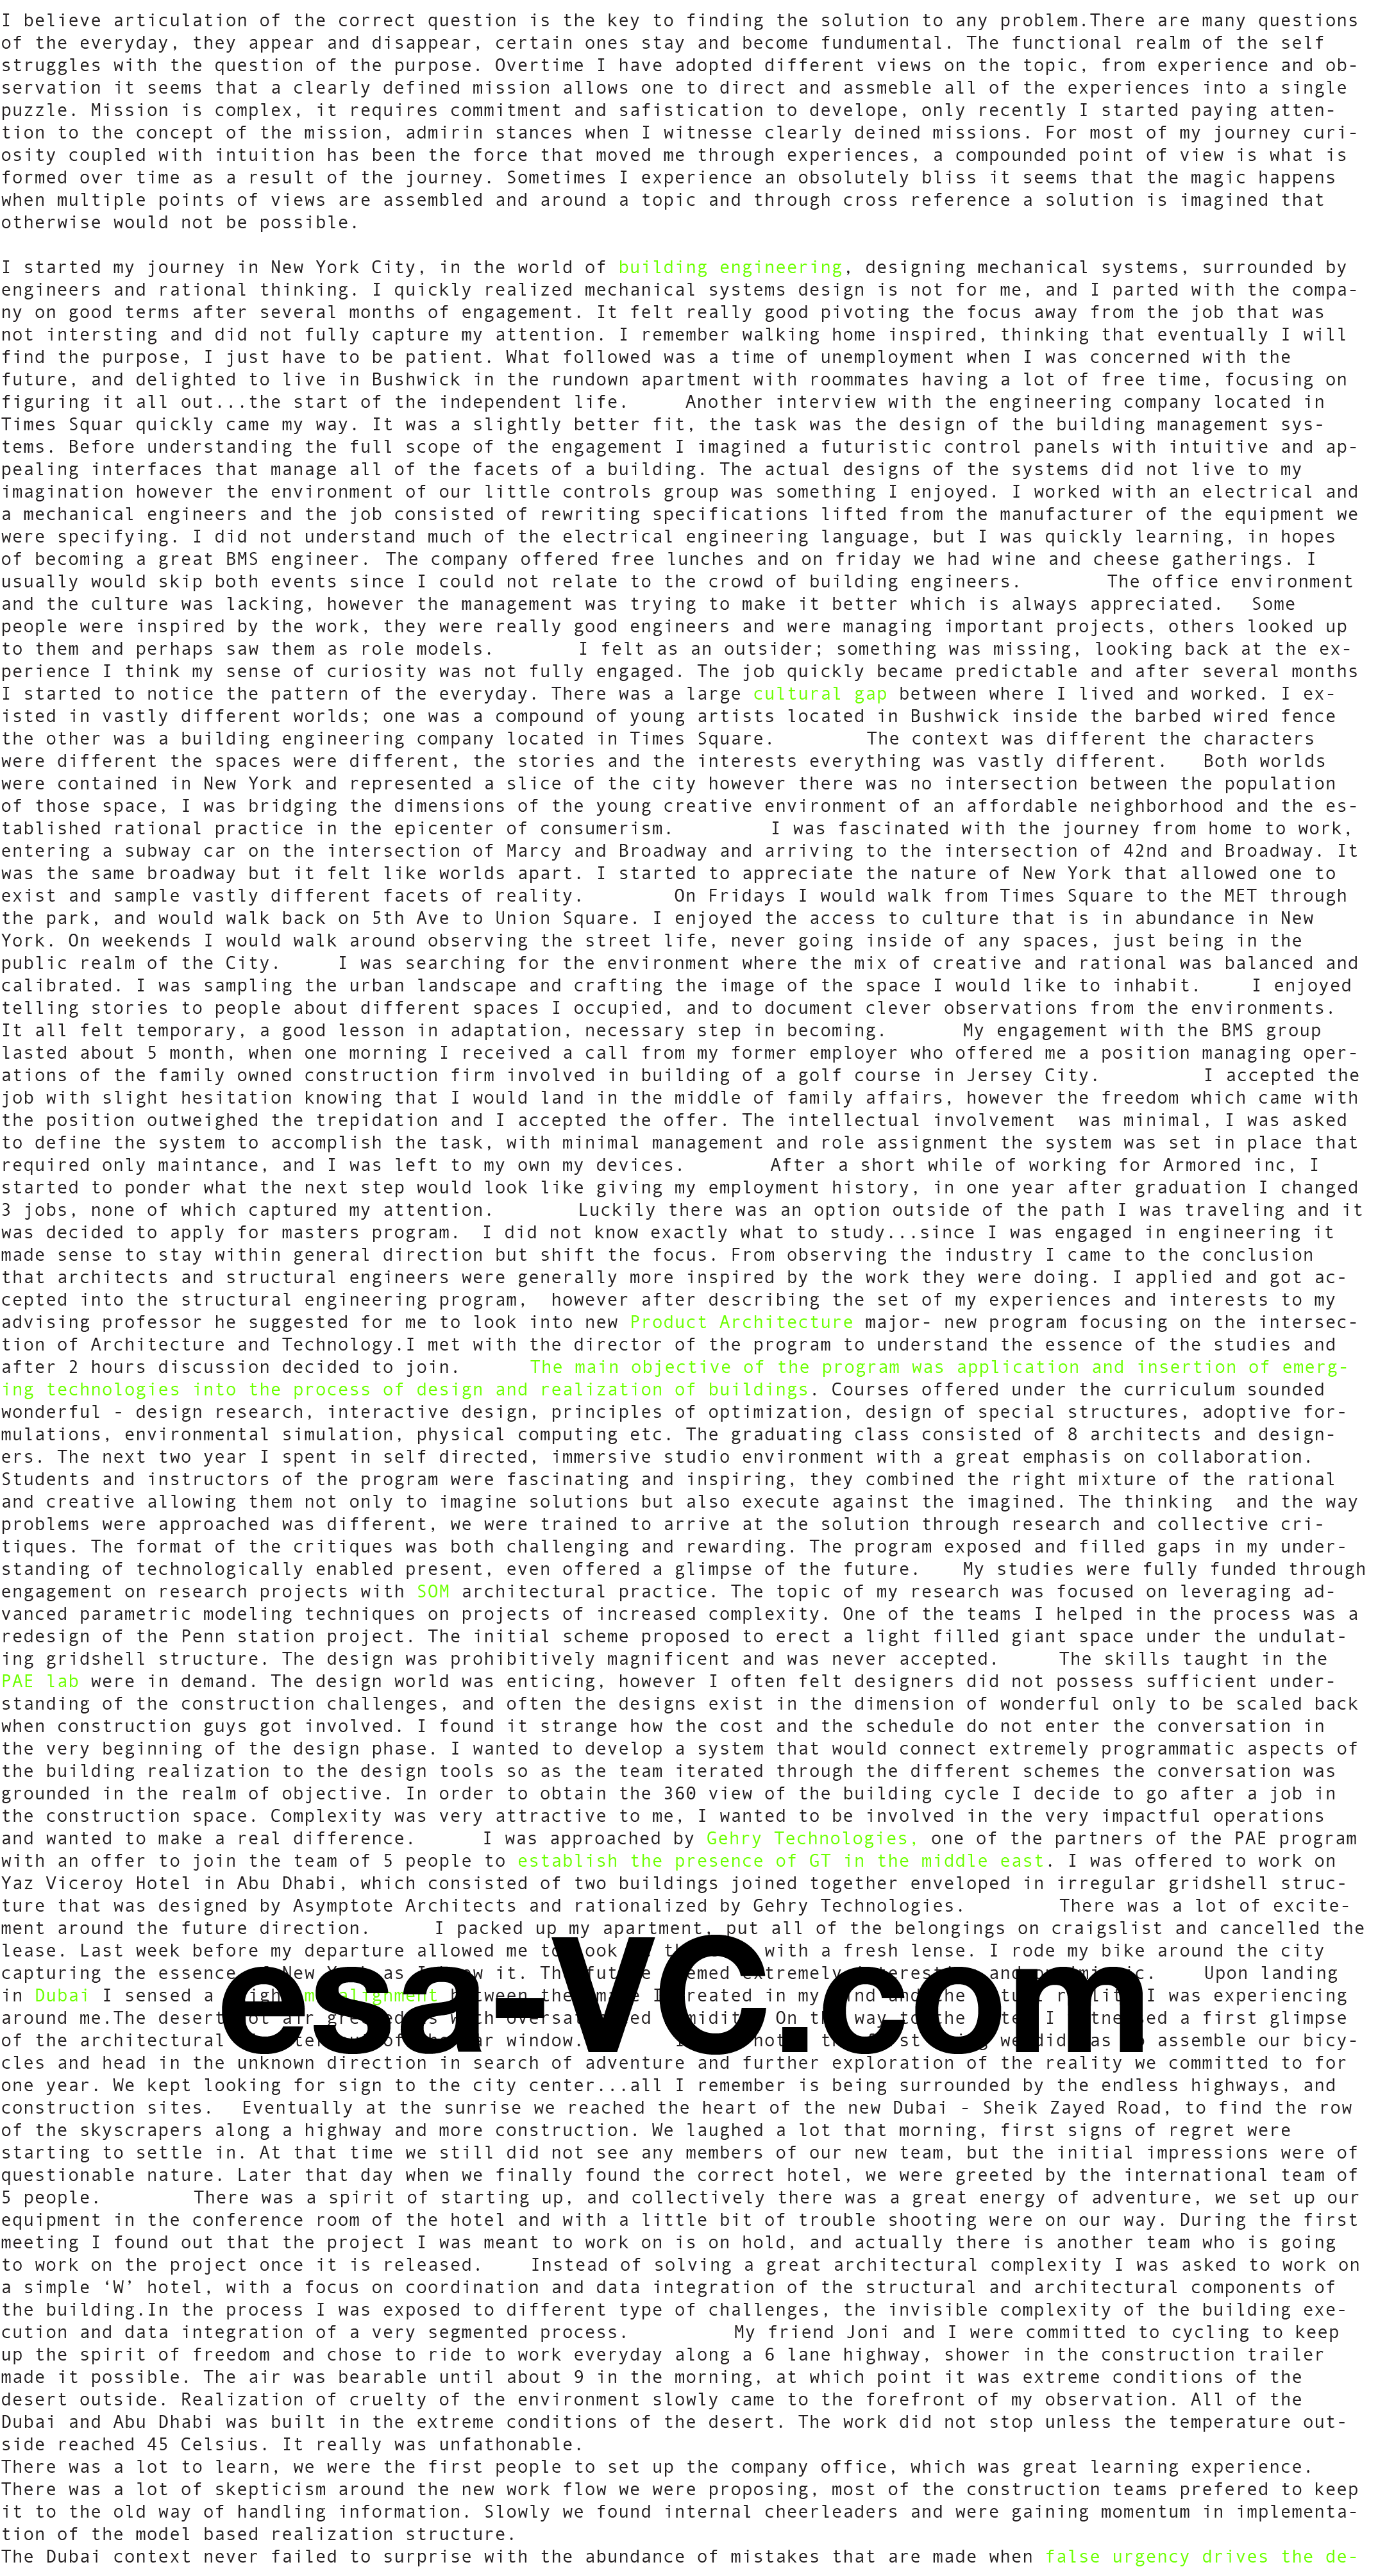 I believe articulation of the correct question is the key to finding the solution to any problem.There are many questions
of the everyday, they appear and disappear, certain ones stay and become fundumental. The functional realm of the self
struggles with the question of the purpose. Overtime I have adopted different views on the topic, from experience and ob-
servation it seems that a clearly defined mission allows one to direct and assmeble all of the experiences into a single
puzzle. Mission is complex, it requires commitment and safistication to develope, only recently I started paying atten-
tion to the concept of the mission, admirin stances when I witnesse clearly deined missions. For most of my journey curi-
osity coupled with intuition has been the force that moved me through experiences, a compounded point of view is what is
formed over time as a result of the journey. Sometimes I experience an absolutely bliss it seems that the magic happens
when multiple points of views are assembled and around a topic and through cross reference a solution is imagined that
otherwise would not be possible.
I started my journey in New York City, in the world of building engineering, designing mechanical systems, surrounded by
engineers and rational thinking. I quickly realized mechanical systems design is not for me, and I parted with the compa-
ny on good terms after several months of engagement. It felt really good pivoting the focus away from the job that was
not intersting and did not fully capture my attention. I remember walking home inspired, thinking that eventually I will
find the purpose, I just have to be patient. What followed was a time of unemployment when I was concerned with the
future, and delighted to live in Bushwick in the rundown apartment with roommates having a lot of free time, focusing on
figuring it all out...the start of the independent life. Another interview with the engineering company located in
Times Squar quickly came my way. It was a slightly better fit, the task was the design of the building management sys-
tems. Before understanding the full scope of the engagement I imagined a futuristic control panels with intuitive and ap-
pealing interfaces that manage all of the facets of a building. The actual designs of the systems did not live to my
imagination however the environment of our little controls group was something I enjoyed. I worked with an electrical and
a mechanical engineers and the job consisted of rewriting specifications lifted from the manufacturer of the equipment we
were specifying. I did not understand much of the electrical engineering language, but I was quickly learning, in hopes
of becoming a great BMS engineer. The company offered free lunches and on friday we had wine and cheese gatherings. I
usually would skip both events since I could not relate to the crowd of building engineers. The office environment
and the culture was lacking, however the management was trying to make it better which is always appreciated. Some
people were inspired by the work, they were really good engineers and were managing important projects, others looked up
to them and perhaps saw them as role models. I felt as an outsider; something was missing, looking back at the ex-
perience I think my sense of curiosity was not fully engaged. The job quickly became predictable and after several months
I started to notice the pattern of the everyday. There was a large cultural gap between where I lived and worked. I ex-
isted in vastly different worlds; one was a compound of young artists located in Bushwick inside the barbed wired fence
the other was a building engineering company located in Times Square. The context was different the characters
were different the spaces were different, the stories and the interests everything was vastly different. Both worlds
were contained in New York and represented a slice of the city however there was no intersection between the population
of those space, I was bridging the dimensions of the young creative environment of an affordable neighborhood and the es-
tablished rational practice in the epicenter of consumerism. I was fascinated with the journey from home to work,
entering a subway car on the intersection of Marcy and Broadway and arriving to the intersection of 42nd and Broadway. It
was the same broadway but it felt like worlds apart. I started to appreciate the nature of New York that allowed one to
exist and sample vastly different facets of reality. On Fridays I would walk from Times Square to the MET through
the park, and would walk back on 5th Ave to Union Square. I enjoyed the access to culture that is in abundance in New
York. On weekends I would walk around observing the street life, never going inside of any spaces, just being in the
public realm of the City. I was searching for the environment where the mix of creative and rational was balanced and
calibrated. I was sampling the urban landscape and crafting the image of the space I would like to inhabit. I enjoyed
telling stories to people about different spaces I occupied, and to document clever observations from the environments.
It all felt temporary, a good lesson in adaptation, necessary step in becoming. My engagement with the BMS group
lasted about 5 month, when one morning I received a call from my former employer who offered me a position managing oper-
ations of the family owned construction firm involved in building of a golf course in Jersey City. I accepted the
job with slight hesitation knowing that I would land in the middle of family affairs, however the freedom which came with
the position outweighed the trepidation and I accepted the offer. The intellectual involvement was minimal, I was asked
to define the system to accomplish the task, with minimal management and role assignment the system was set in place that
required only maintance, and I was left to my own my devices. After a short while of working for Armored inc, I
started to ponder what the next step would look like giving my employment history, in one year after graduation I changed
3 jobs, none of which captured my attention. Luckily there was an option outside of the path I was traveling and it
was decided to apply for masters program. I did not know exactly what to study...since I was engaged in engineering it
made sense to stay within general direction but shift the focus. From observing the industry I came to the conclusion
that architects and structural engineers were generally more inspired by the work they were doing. I applied and got ac-
cepted into the structural engineering program, however after describing the set of my experiences and interests to my
advising professor he suggested for me to look into new Product Architecture major- new program focusing on the intersec-
tion of Architecture and Technology.I met with the director of the program to understand the essence of the studies and
after 2 hours discussion decided to join. The main objective of the program was application and insertion of emerg-
ing technologies into the process of design and realization of buildings. Courses offered under the curriculum sounded
wonderful - design research, interactive design, principles of optimization, design of special structures, adoptive for-
mulations, environmental simulation, physical computing etc. The graduating class consisted of 8 architects and design-
ers. The next two year I spent in self directed, immersive studio environment with a great emphasis on collaboration.
Students and instructors of the program were fascinating and inspiring, they combined the right mixture of the rational
and creative allowing them not only to imagine solutions but also execute against the imagined. The thinking and the way
problems were approached was different, we were trained to arrive at the solution through research and collective cri-
tiques. The format of the critiques was both challenging and rewarding. The program exposed and filled gaps in my under-
standing of technologically enabled present, even offered a glimpse of the future. My studies were fully funded through
engagement on research projects with SOM architectural practice. The topic of my research was focused on leveraging ad-
vanced parametric modeling techniques on projects of increased complexity. One of the teams I helped in the process was a
redesign of the Penn station project. The initial scheme proposed to erect a light filled giant space under the undulat-
ing gridshell structure. The design was prohibitively magnificent and was never accepted. The skills taught in the
PAE lab were in demand. The design world was enticing, however I often felt designers did not possess sufficient under-
standing of the construction challenges, and often the designs exist in the dimension of wonderful only to be scaled back
when construction guys got involved. I found it strange how the cost and the schedule do not enter the conversation in
the very beginning of the design phase. I wanted to develop a system that would connect extremely programmatic aspects of
the building realization to the design tools so as the team iterated through the different schemes the conversation was
grounded in the realm of objective. In order to obtain the 360 view of the building cycle I decide to go after a job in
the construction space. Complexity was very attractive to me, I wanted to be involved in the very impactful operations
and wanted to make a real difference. I was approached by Gehry Technologies, one of the partners of the PAE program
with an offer to join the team of 5 people to establish the presence of GT in the middle east. I was offered to work on
Yaz Viceroy Hotel in Abu Dhabi, which consisted of two buildings joined together enveloped in irregular gridshell struc-
ture that was designed by Asymptote Architects and rationalized by Gehry Technologies. There was a lot of excite-
ment around the future direction. I packed up my apartment, put all of the belongings on craigslist and cancelled the
lease. Last week before my departure allowed me to look with a fresh lense. I rode my bike around the city
capturing the essence New York as I it. The extremely and Upon landing
in Dubai I sensed a between the I created in my and the I was experiencing
around me.The desert air with On the way to the I a first glimpse
of the architectural window. we did assemble our bicy-
esa-VC.com
cles and head in the unknown direction in search of adventure and further exploration of the reality we committed to for
one year. We kept looking for sign to the city center...all I remember is being surrounded by the endless highways, and
construction sites. Eventually at the sunrise we reached the heart of the new Dubai - Sheik Zayed Road, to find the row
of the skyscrapers along a highway and more construction. We laughed a lot that morning, first signs of regret were
starting to settle in. At that time we still did not see any members of our new team, but the initial impressions were of
questionable nature. Later that day when we finally found the correct hotel, we were greeted by the international team of
5 people. There was a spirit of starting up, and collectively there was a great energy of adventure, we set up our
equipment in the conference room of the hotel and with a little bit of trouble shooting were on our way. During the first
meeting I found out that the project I was meant to work on is on hold, and actually there is another team who is going
to work on the project once it is released. Instead of solving a great architectural complexity I was asked to work on
a simple ‘W’ hotel, with a focus on coordination and data integration of the structural and architectural components of
the building.In the process I was exposed to different type of challenges, the invisible complexity of the building exe-
cution and data integration of a very segmented process. My friend Joni and I were committed to cycling to keep
up the spirit of freedom and chose to ride to work everyday along a 6 lane highway, shower in the construction trailer
made it possible. The air was bearable until about 9 in the morning, at which point it was extreme conditions of the
desert outside. Realization of cruelty of the environment slowly came to the forefront of my observation. All of the
Dubai and Abu Dhabi was built in the extreme conditions of the desert. The work did not stop unless the temperature out-
side reached 45 Celsius. It really was unfathonable.
There was a lot to learn, we were the first people to set up the company office, which was great learning experience.
There was a lot of skepticism around the new work flow we were proposing, most of the construction teams prefered to keep
it to the old way of handling information. Slowly we found internal cheerleaders and were gaining momentum in implementa-
tion of the model based realization structure.
The Dubai context never failed to surprise with the abundance of mistakes that are made when false urgency drives the de-